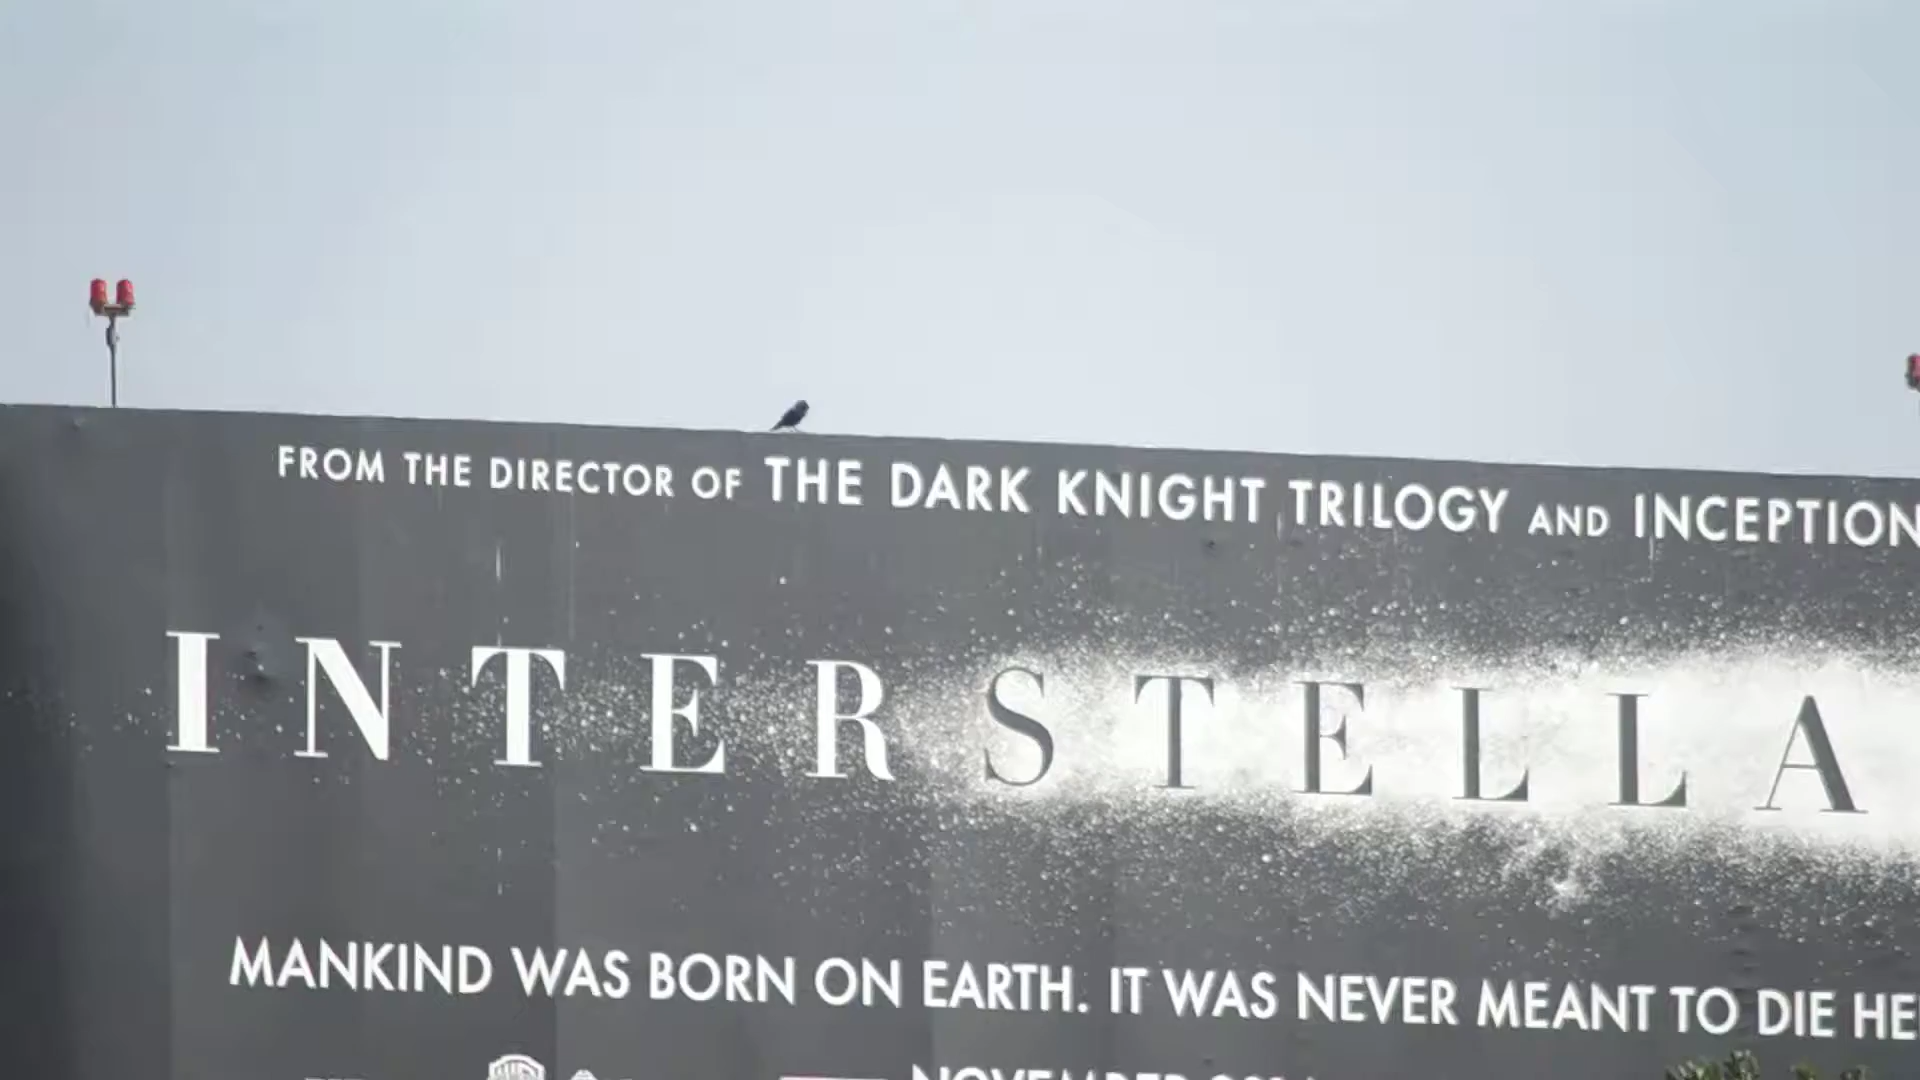 FROM THE DIRECTOR OF THE DARK KNIGHT TRILOGY AND INCEPTION
INTERSTELLA
MANKIND WAS BORN ON EARTH. IT WAS NEVER MEANT TO DIE HE
NOVEMBER